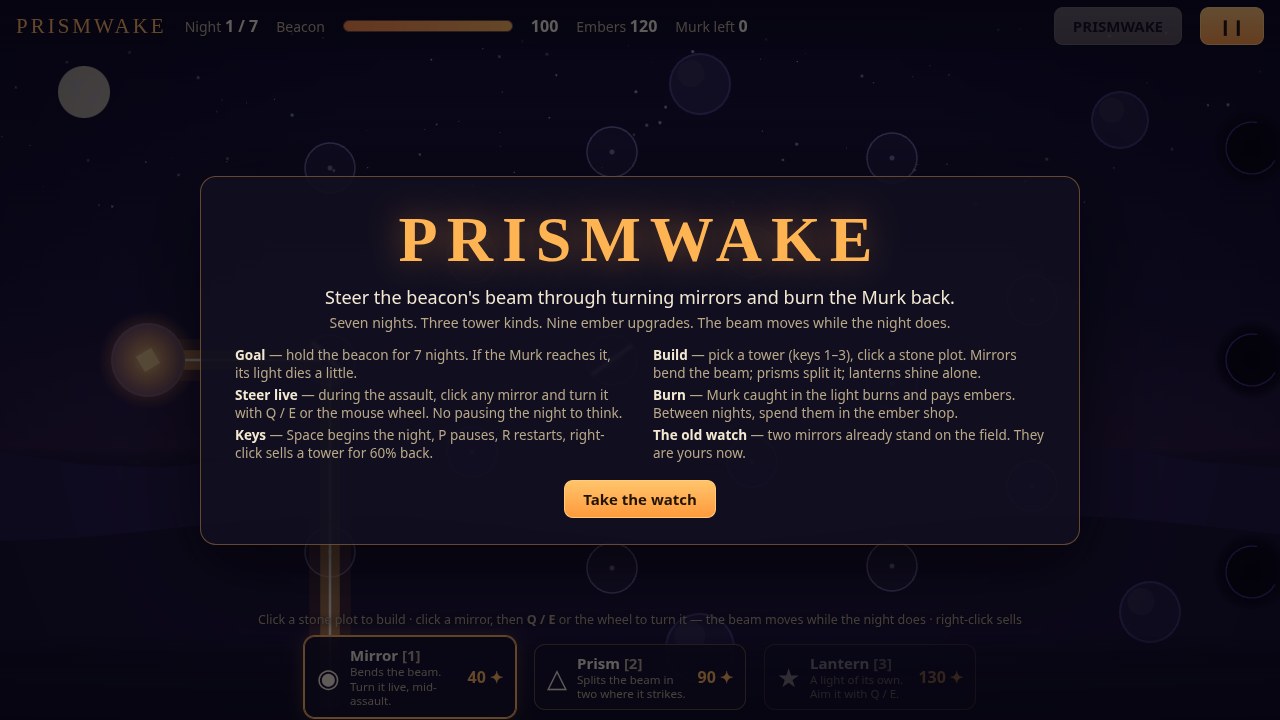 PRISMWAKE Night 1 / 7 Beacon 100 Embers 120 Murk left 0 PRISMWAKE ❙❙
PRISMWAKE
Steer the beacon's beam through turning mirrors and burn the Murk back.
Seven nights. Three tower kinds. Nine ember upgrades. The beam moves while the night does.
Goal — hold the beacon for 7 nights. If the Murk reaches it,
its light dies a little.
Steer live — during the assault, click any mirror and turn it
with Q / E or the mouse wheel. No pausing the night to think.
Keys — Space begins the night, P pauses, R restarts, right-
click sells a tower for 60% back.
Build — pick a tower (keys 1–3), click a stone plot. Mirrors
bend the beam; prisms split it; lanterns shine alone.
Burn — Murk caught in the light burns and pays embers.
Between nights, spend them in the ember shop.
The old watch — two mirrors already stand on the field. They
are yours now.
Take the watch
Click a stone plot to build · click a mirror, then Q / E or the wheel to turn it — the beam moves while the night does · right-click sells
Mirror [1]
Bends the beam.
Turn it live, mid-
assault.
40 ✦
Prism [2]
Splits the beam in
two where it strikes.
90 ✦
Lantern [3]
A light of its own.
Aim it with Q / E.
130 ✦